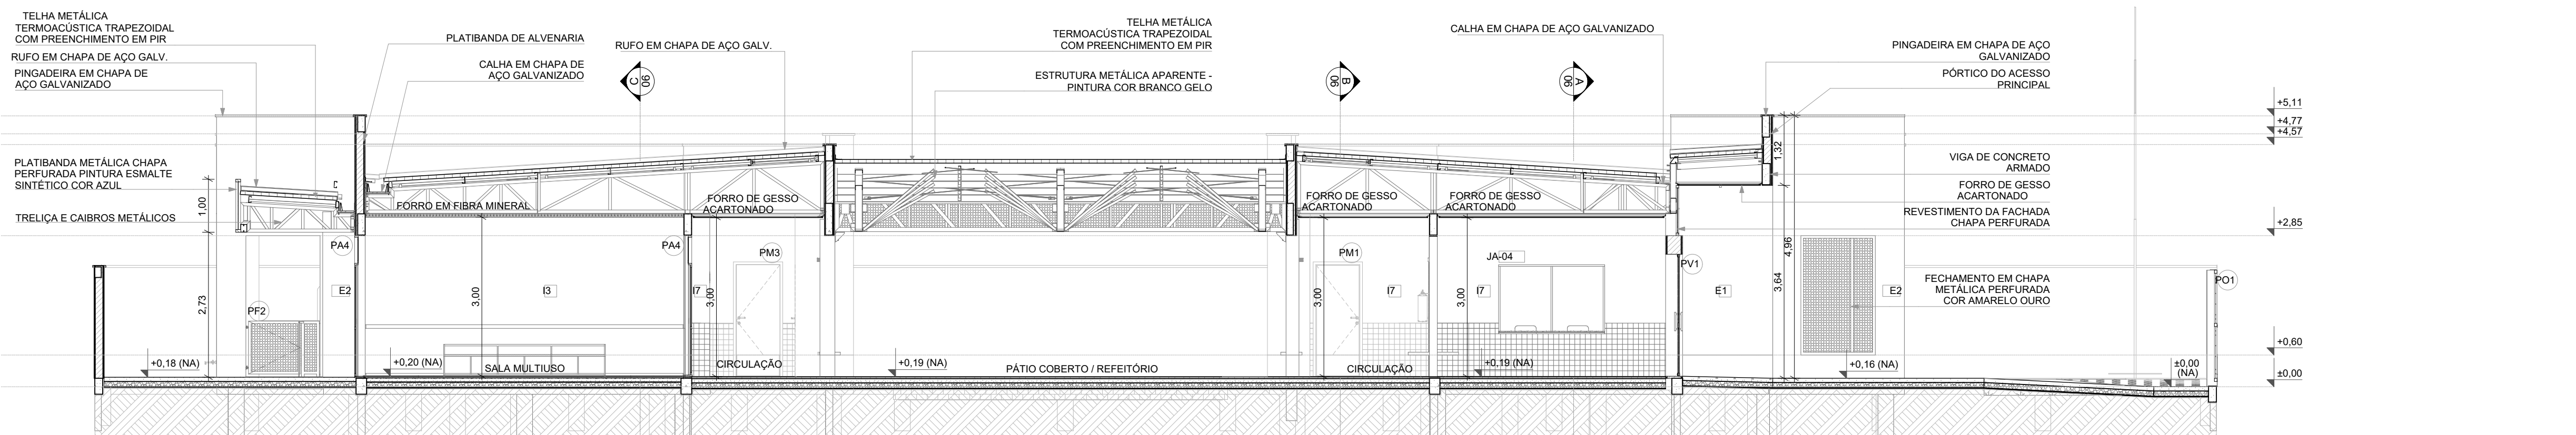 TELHA METÁLICA
TERMOACÚSTICA TRAPEZOIDAL
COM PREENCHIMENTO EM PIR
RUFO EM CHAPA DE AÇO GALV.
PINGADEIRA EM CHAPA DE
AÇO GALVANIZADO
PLATIBANDA DE ALVENARIA
CALHA EM CHAPA DE
AÇO GALVANIZADO
RUFO EM CHAPA DE AÇO GALV.
C
06
TELHA METÁLICA
TERMOACÚSTICA TRAPEZOIDAL
COM PREENCHIMENTO EM PIR
ESTRUTURA METÁLICA APARENTE -
PINTURA COR BRANCO GELO
B
06
CALHA EM CHAPA DE AÇO GALVANIZADO
A
06
PINGADEIRA EM CHAPA DE AÇO
GALVANIZADO
PÓRTICO DO ACESSO
PRINCIPAL
+5,11
+4,77
+4,57
PLATIBANDA METÁLICA CHAPA
PERFURADA PINTURA ESMALTE
SINTÉTICO COR AZUL
TRELIÇA E CAIBROS METÁLICOS
1,00
FORRO EM FIBRA MINERAL
FORRO DE GESSO
ACARTONADO
FORRO DE GESSO
ACARTONADO
FORRO DE GESSO
ACARTONADO
1,32
VIGA DE CONCRETO
ARMADO
FORRO DE GESSO
ACARTONADO
REVESTIMENTO DA FACHADA
CHAPA PERFURADA
+2,85
PA4
PA4
PM3
PM1
JA-04
PV1
4,96
2,73
PF2
E2
3,00
I3
I7
3,00
3,00
I7
3,00
I7
E1
3,64
E2
FECHAMENTO EM CHAPA
METÁLICA PERFURADA
COR AMARELO OURO
PO1
+0,60
+0,18 (NA)
+0,20 (NA)
SALA MULTIUSO
CIRCULAÇÃO
+0,19 (NA)
PÁTIO COBERTO / REFEITÓRIO
CIRCULAÇÃO
+0,19 (NA)
+0,16 (NA)
±0,00
(NA)
±0,00